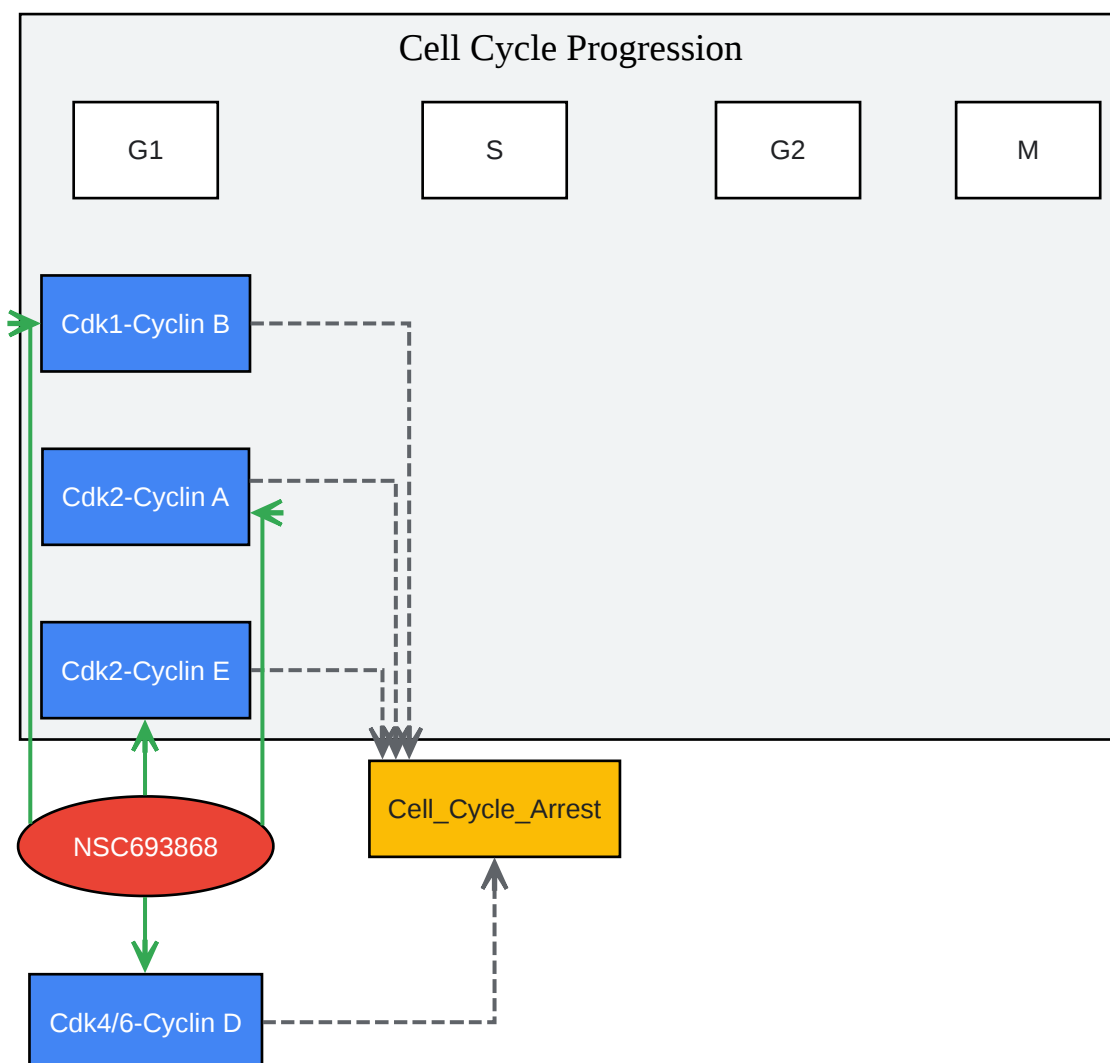 Cell Cycle Progression
G1
S
G2
M
Cdk1-Cyclin B
Cdk2-Cyclin A
Cdk2-Cyclin E
Cell_Cycle_Arrest
NSC693868
Cdk4/6-Cyclin D